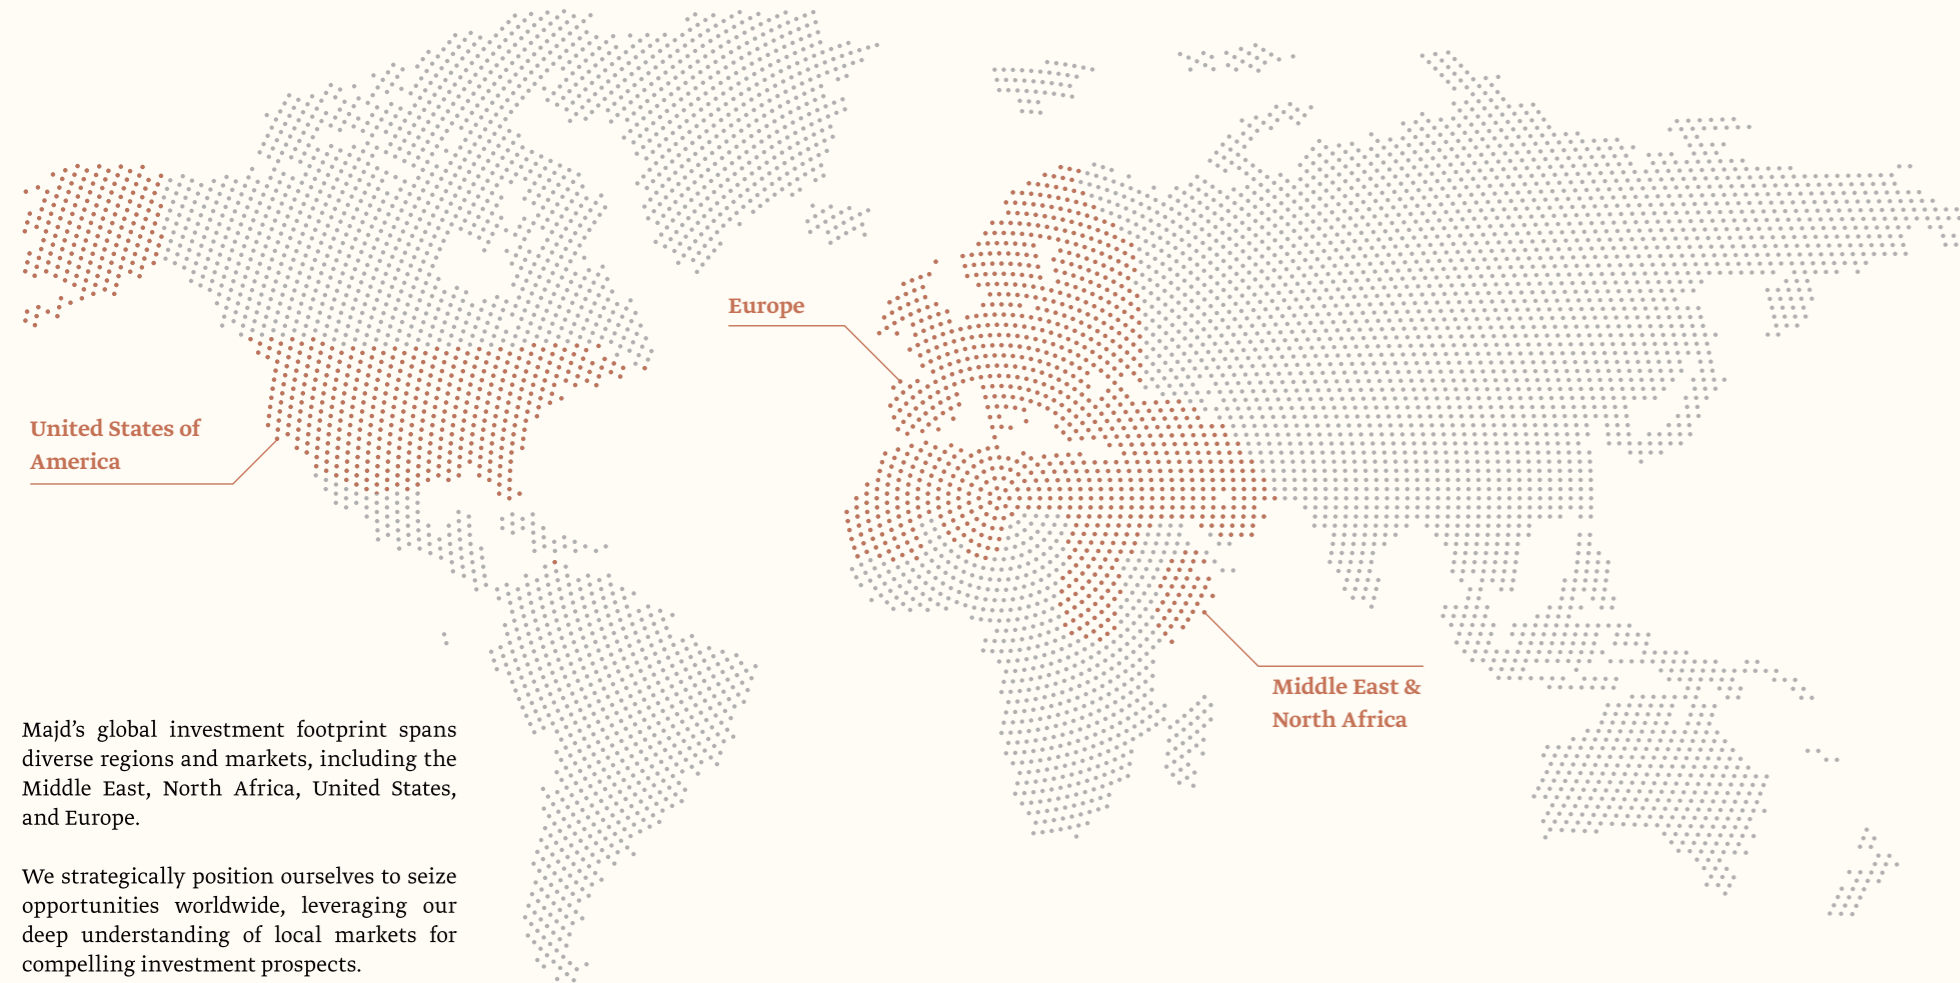 Europe
United States of
America
Middle East &
North Africa
Majd’s global investment footprint spans
diverse regions and markets, including the
Middle East, North Africa, United States,
and Europe.
We strategically position ourselves to seize
opportunities worldwide, leveraging our
deep understanding of local markets for
compelling investment prospects.